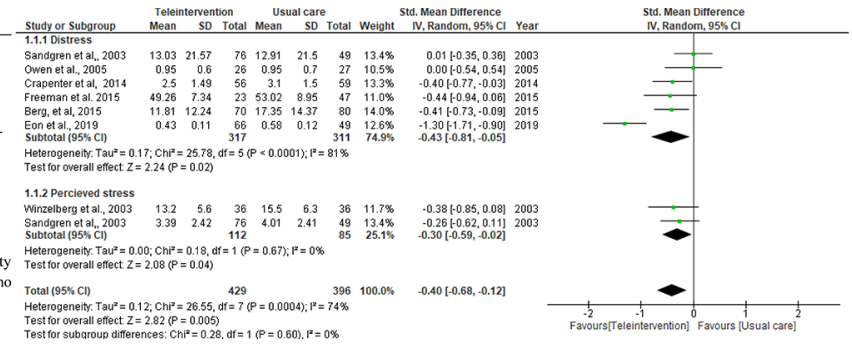 Teleintervention Usual care Std. Mean Difference Std. Mean Difference
Study or Subgroup Mean SD Total Mean SD Total Weight IV, Random, 95% CI Year IV, Random, 95% CI
1.1.1 Distress
Sandgren et al,, 2003 13.03 21.57 76 12.91 21.5 49 13.4% 0.01 [-0.35, 0.36] 2003
Owen et al., 2005 0.95 0.6 26 0.95 0.7 27 10.9% 0.00 [-0.54, 0.54] 2005
Crapenter et al, 2014 2.5 1.49 56 3.1 1.5 59 13.1% -0.40 [-0.77, -0.03] 2014
Freeman et al. 2015 49.26 7.34 23 53.02 8.95 47 11.2% -0.44 [-0.94, 0.06] 2015
Berg, et al, 2015 11.81 12.24 70 17.35 14.37 80 13.9% -0.41 [-0.73, -0.09] 2015
Eon et al., 2019 0.43 0.11 66 0.58 0.12 49 12.6% -1.30 [-1.71, -0.90] 2019
Subtotal (95% CI) 317 311 74.9% -0.43 [-0.81, -0.05]
Heterogeneity: Tau² = 0.17; Chi² = 25.78, df = 5 (P < 0.0001); I² = 81%
Test for overall effect: Z = 2.24 (P = 0.02)
1.1.2 Percieved stress
Winzelberg et al., 2003 13.2 5.6 36 15.5 6.3 36 11.7% -0.38 [-0.85, 0.08] 2003
Sandgren et al,, 2003 3.39 2.42 76 4.01 2.41 49 13.4% -0.26 [-0.62, 0.11] 2003
Subtotal (95% CI) 112 85 25.1% -0.30 [-0.59, -0.02]
Heterogeneity: Tau² = 0.00; Chi² = 0.18, df = 1 (P = 0.67); I² = 0%
ty
Test for overall effect: Z = 2.08 (P = 0.04)
no
Total (95% CI) 429 396 100.0% -0.40 [-0.68, -0.12]
Heterogeneity: Tau² = 0.12; Chi² = 26.55, df = 7 (P = 0.0004); I² = 74%
Test for overall effect: Z = 2.82 (P = 0.005)
Test for subgroup differences: Chi² = 0.28, df = 1 (P = 0.60), I² = 0%
-2 -1 0 1 2
Favours[Teleintervention] Favours [Usual care]